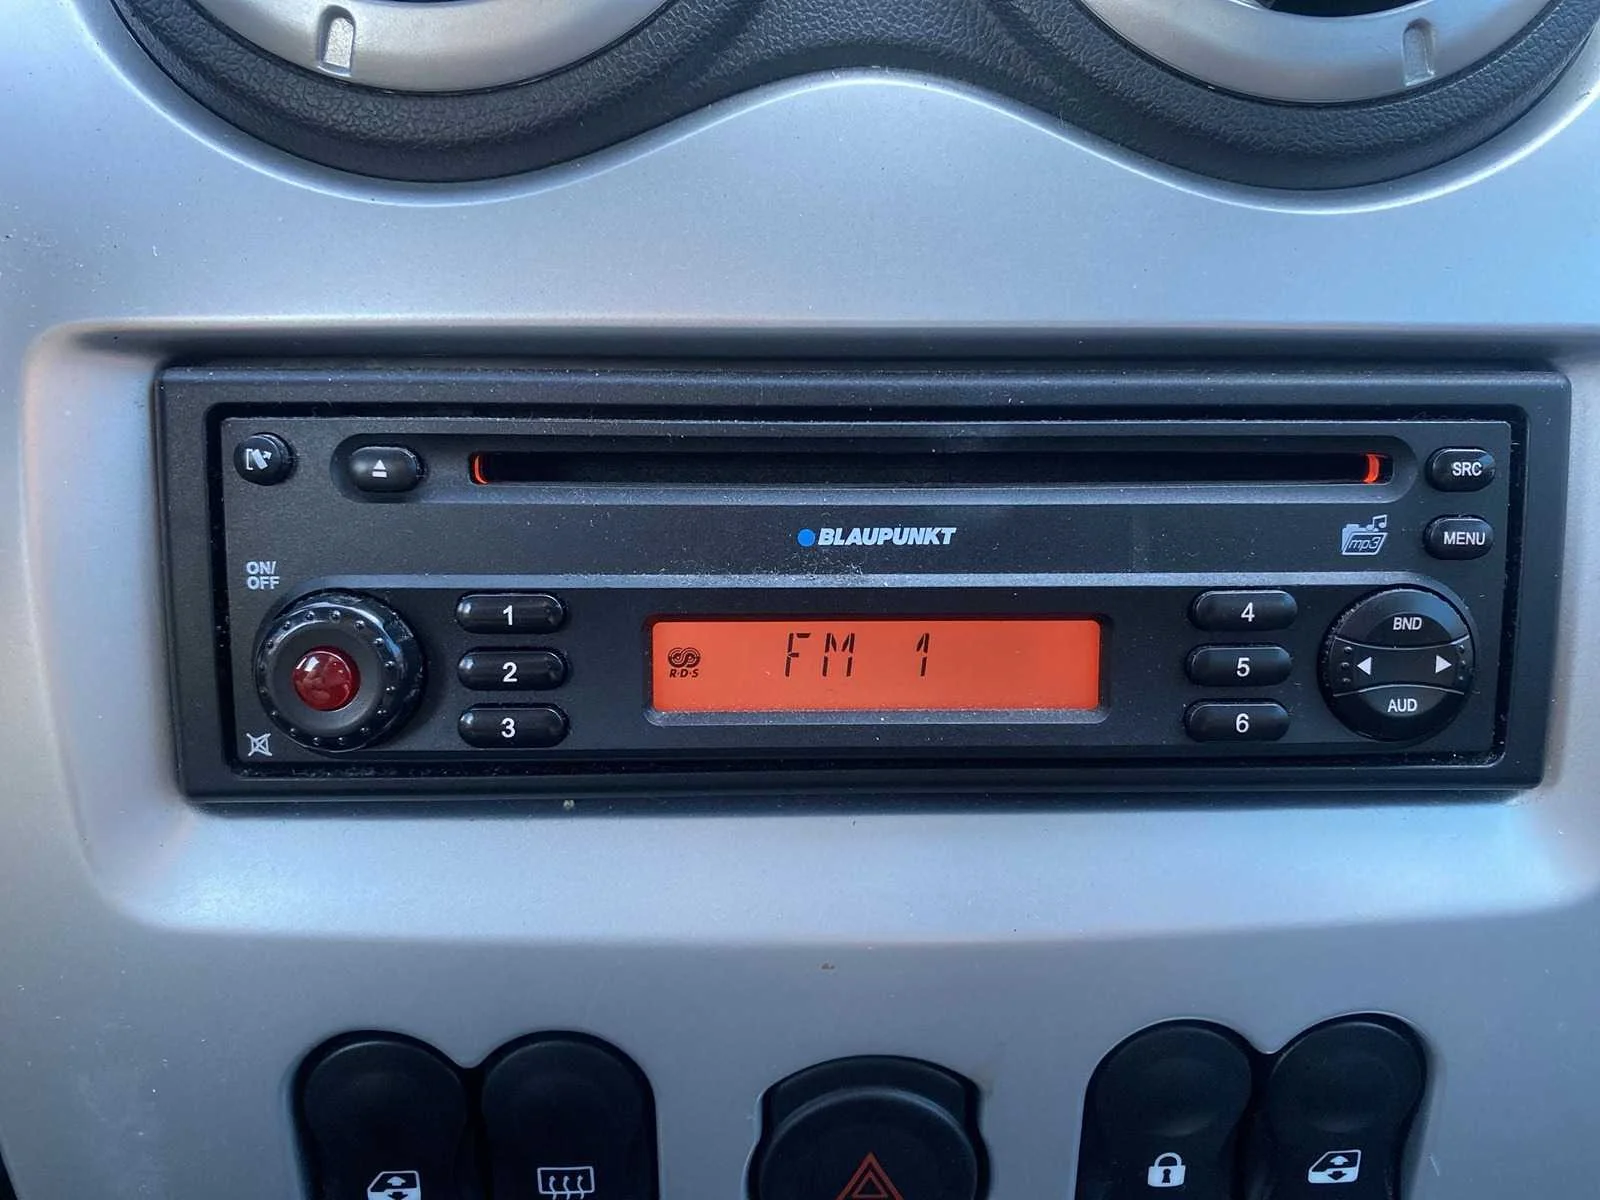 SRC
BLAUPUNKT
mp3
MENU
ON/
OFF
1
4
BND
FM 1
R·D·S
2
5
AUD
3
6